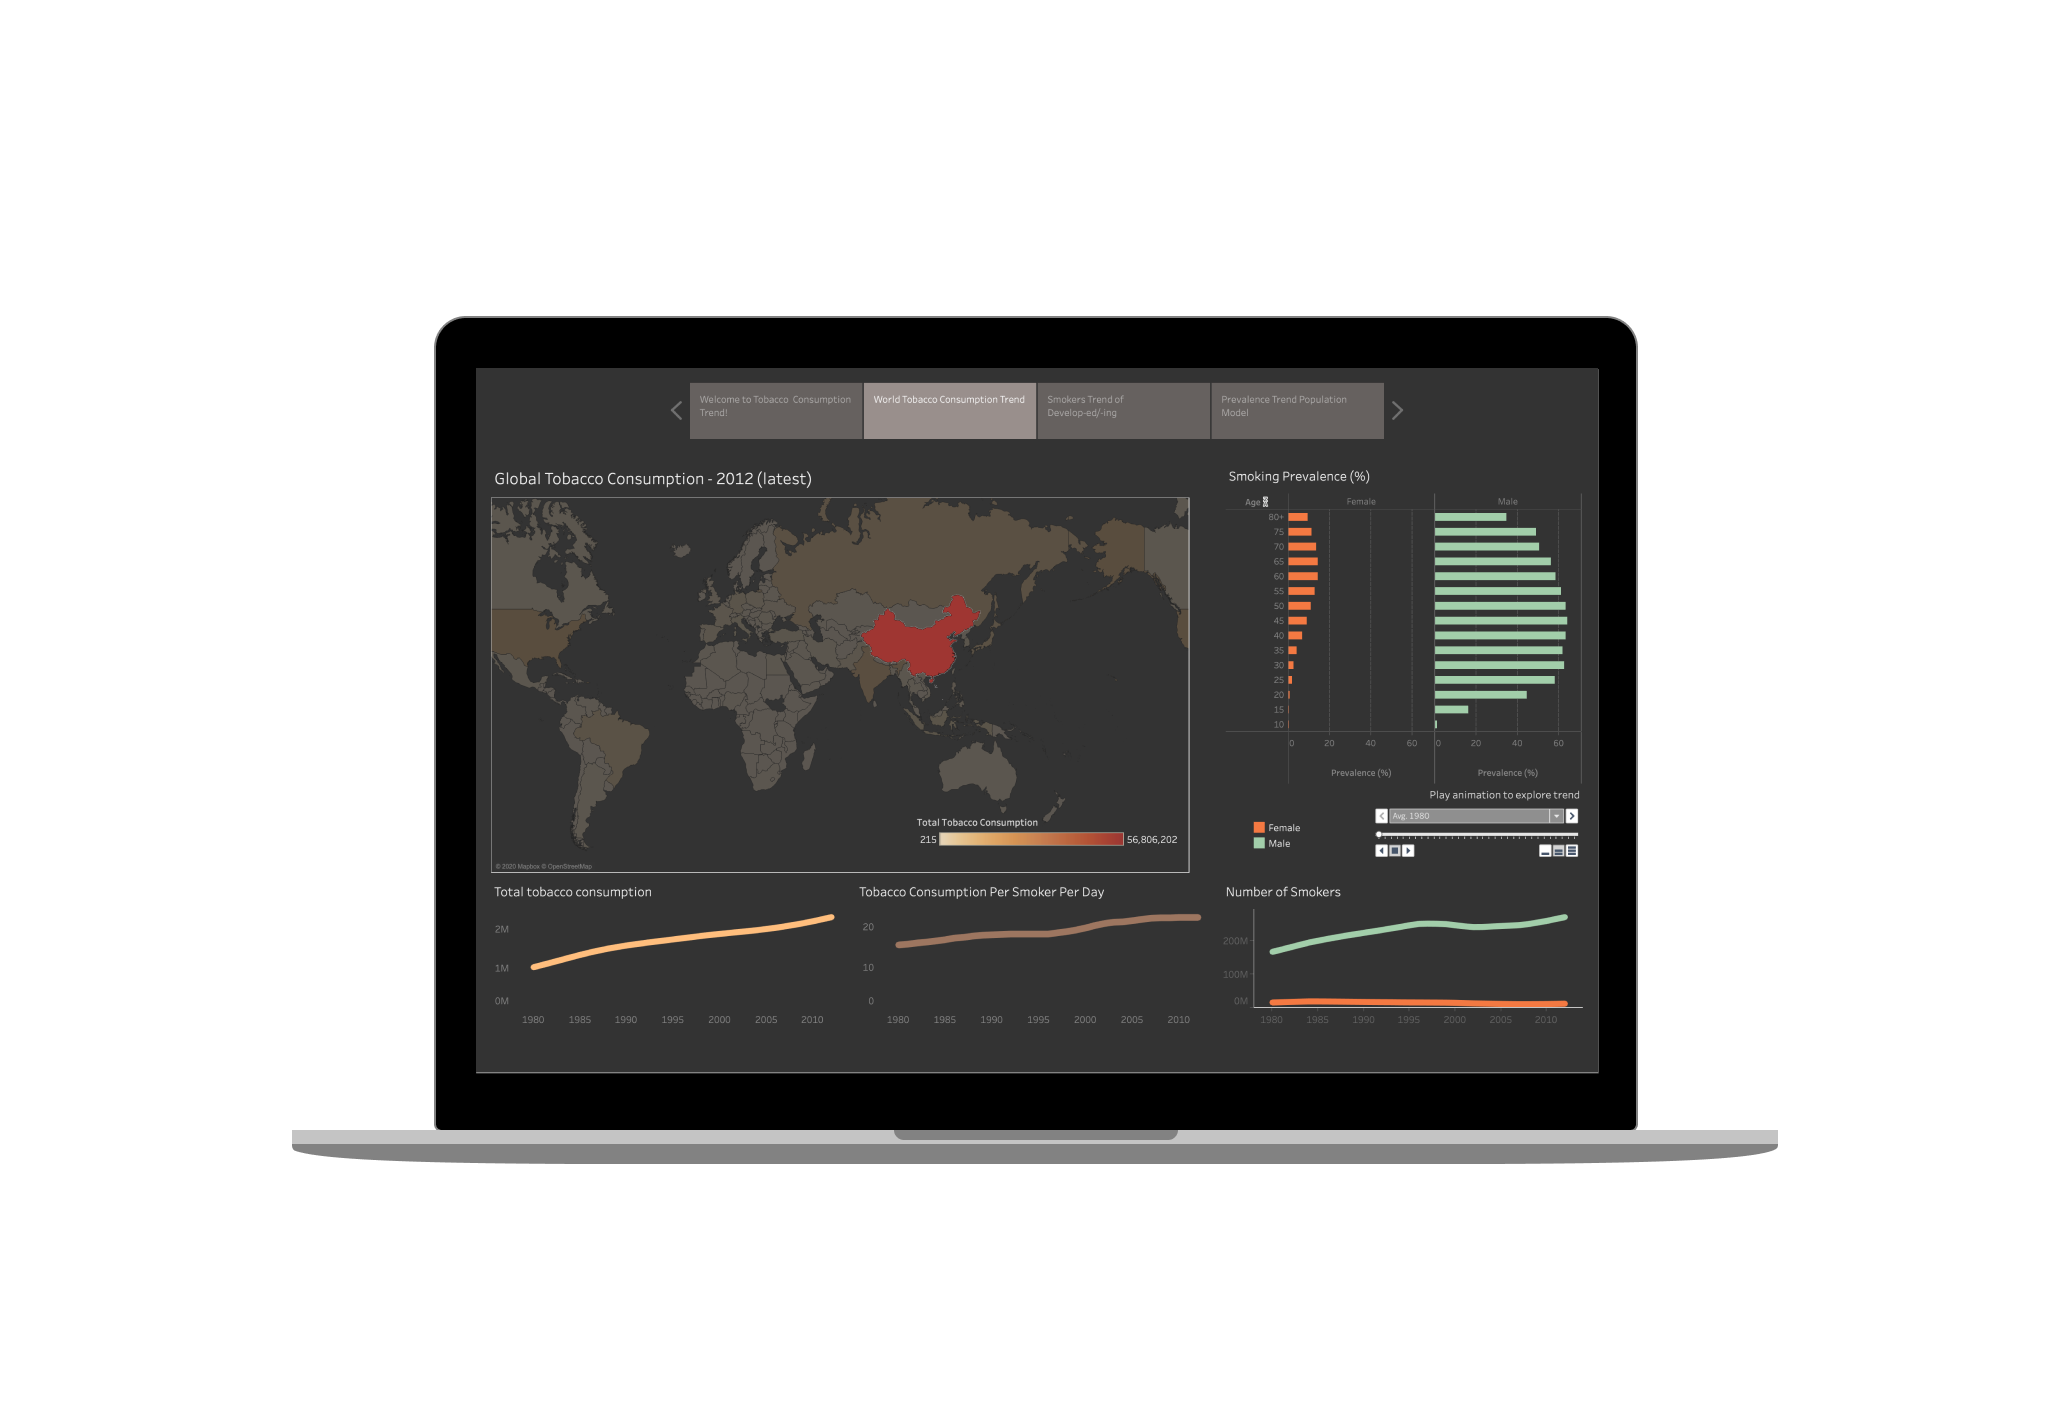 Welcome to Tobacco Consumption
Trend!
World Tobacco Consumption Trend
Smokers Trend of
Develop-ed/-ing
Prevalence Trend Population
Model
Global Tobacco Consumption - 2012 (latest)
Total Tobacco Consumption
215
56,806,202
© 2020 Mapbox © OpenStreetMap
Smoking Prevalence (%)
Age
Female
Male
80+
75
70
65
60
55
50
45
40
35
30
25
20
15
10
0 20 40 60
0 20 40 60
Prevalence (%)
Prevalence (%)
Play animation to explore trend
Avg. 1980
Female
Male
Total tobacco consumption
2M
1M
0M
1980 1985 1990 1995 2000 2005 2010
Tobacco Consumption Per Smoker Per Day
20
10
0
1980 1985 1990 1995 2000 2005 2010
Number of Smokers
200M
100M
0M
1980 1985 1990 1995 2000 2005 2010